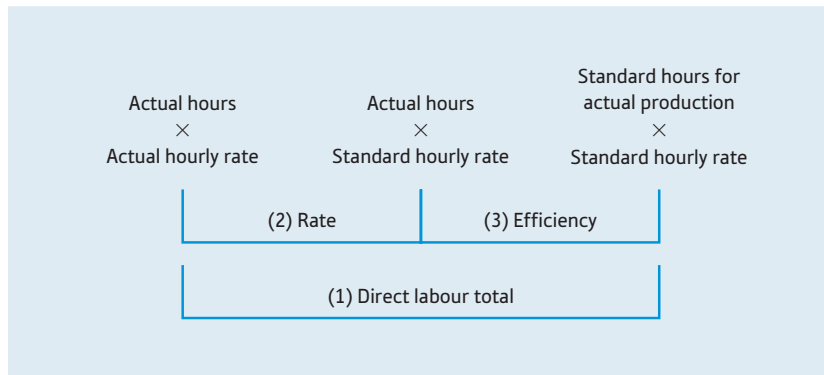 Actual hours
×
Actual hourly rate
Actual hours
×
Standard hourly rate
Standard hours for
actual production
×
Standard hourly rate
(2) Rate
(3) Efficiency
(1) Direct labour total